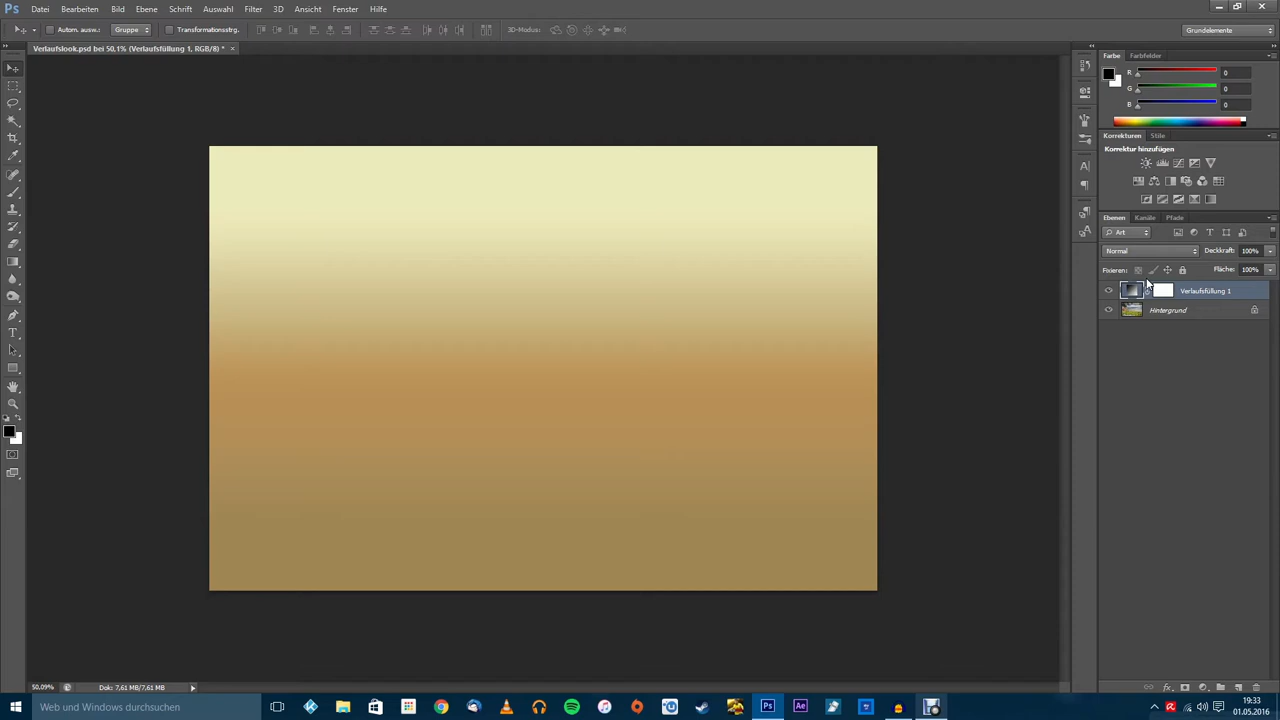 Ps Datei Bearbeiten Bild Ebene Schrift Auswahl Filter 3D Ansicht Fenster Hilfe
Autom. ausw.: Gruppe Transformationsstrg. 3D-Modus: Grundelemente
Verlaufslook.psd bei 50,1% (Verlaufsfüllung 1, RGB/8) * ×
Farbe Farbfelder
R 0
G 0
B 0
Korrekturen Stile
Korrektur hinzufügen
Ebenen Kanäle Pfade
Art
Normal Deckkraft: 100%
Fixieren: Fläche: 100%
Verlaufsfüllung 1
Hintergrund
50,09% Dok: 7,61 MB/7,61 MB
Web und Windows durchsuchen Ps Ae
19:33
01.05.2016